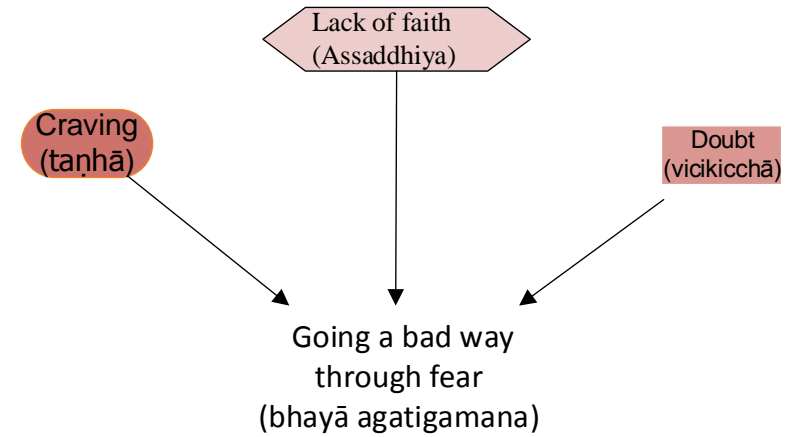 Lack of faith
(Assaddhiya)
Craving
(taṇhā)
Doubt
(vicikicchā)
Going a bad way
through fear
(bhayā agatigamana)